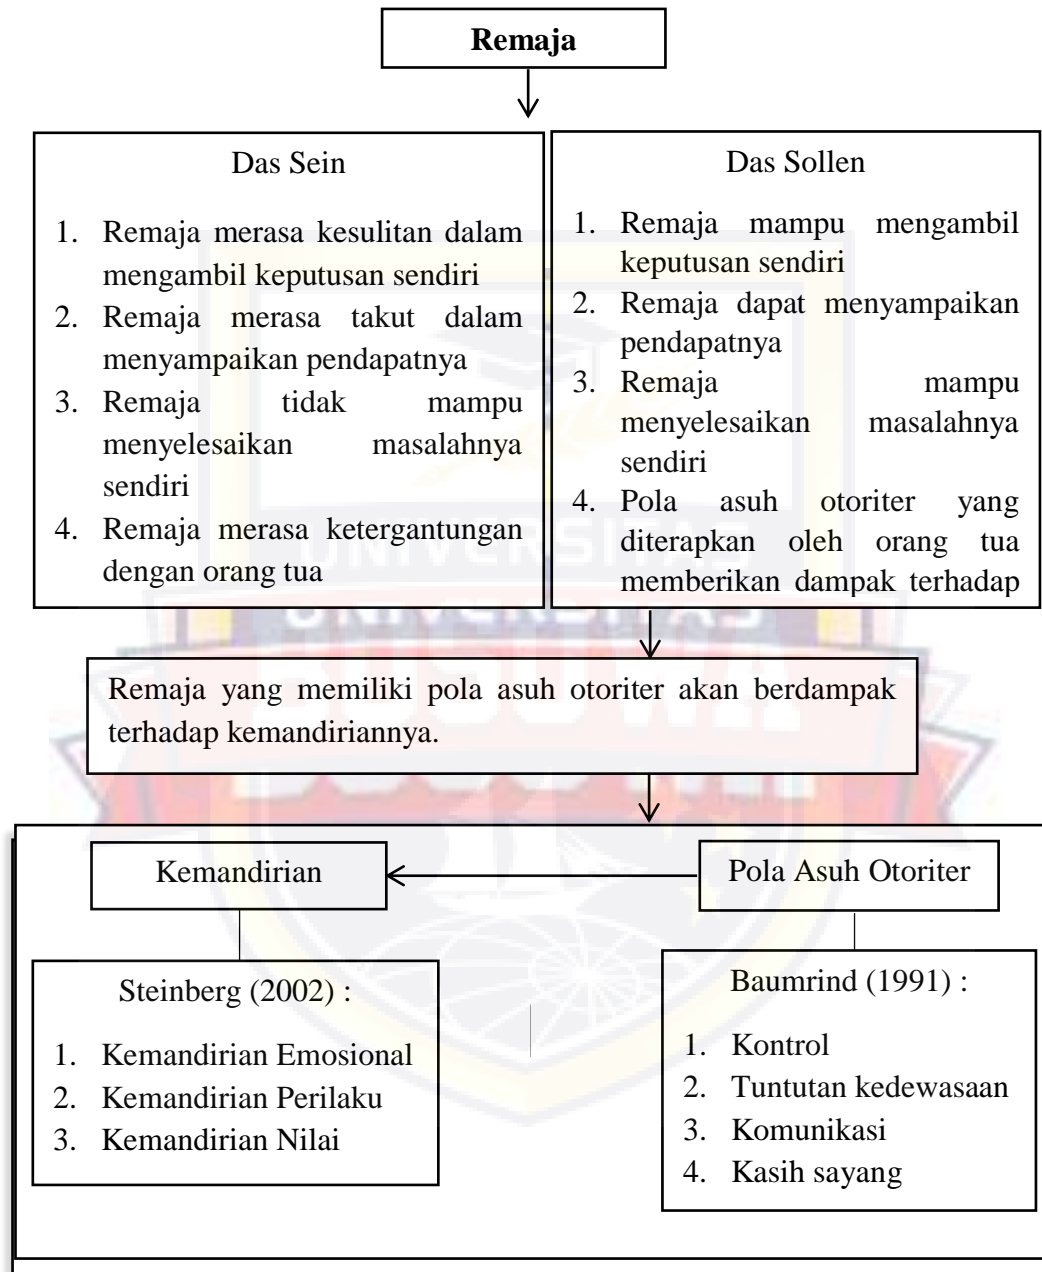 Remaja
Das Sein
1. Remaja merasa kesulitan dalam
mengambil keputusan sendiri
2. Remaja merasa takut dalam
menyampaikan pendapatnya
3. Remaja tidak mampu
menyelesaikan masalahnya
sendiri
4. Remaja merasa ketergantungan
dengan orang tua
Das Sollen
1. Remaja mampu mengambil
keputusan sendiri
2. Remaja dapat menyampaikan
pendapatnya
3. Remaja mampu
menyelesaikan masalahnya
sendiri
4. Pola asuh otoriter yang
diterapkan oleh orang tua
memberikan dampak terhadap
UNIVERSITAS
UNIVERSITAS
Remaja yang memiliki pola asuh otoriter akan berdampak
terhadap kemandiriannya.
BOSOWA
BOSOWA
Kemandirian
Pola Asuh Otoriter
Steinberg (2002) :
1. Kemandirian Emosional
2. Kemandirian Perilaku
3. Kemandirian Nilai
Baumrind (1991) :
1. Kontrol
2. Tuntutan kedewasaan
3. Komunikasi
4. Kasih sayang